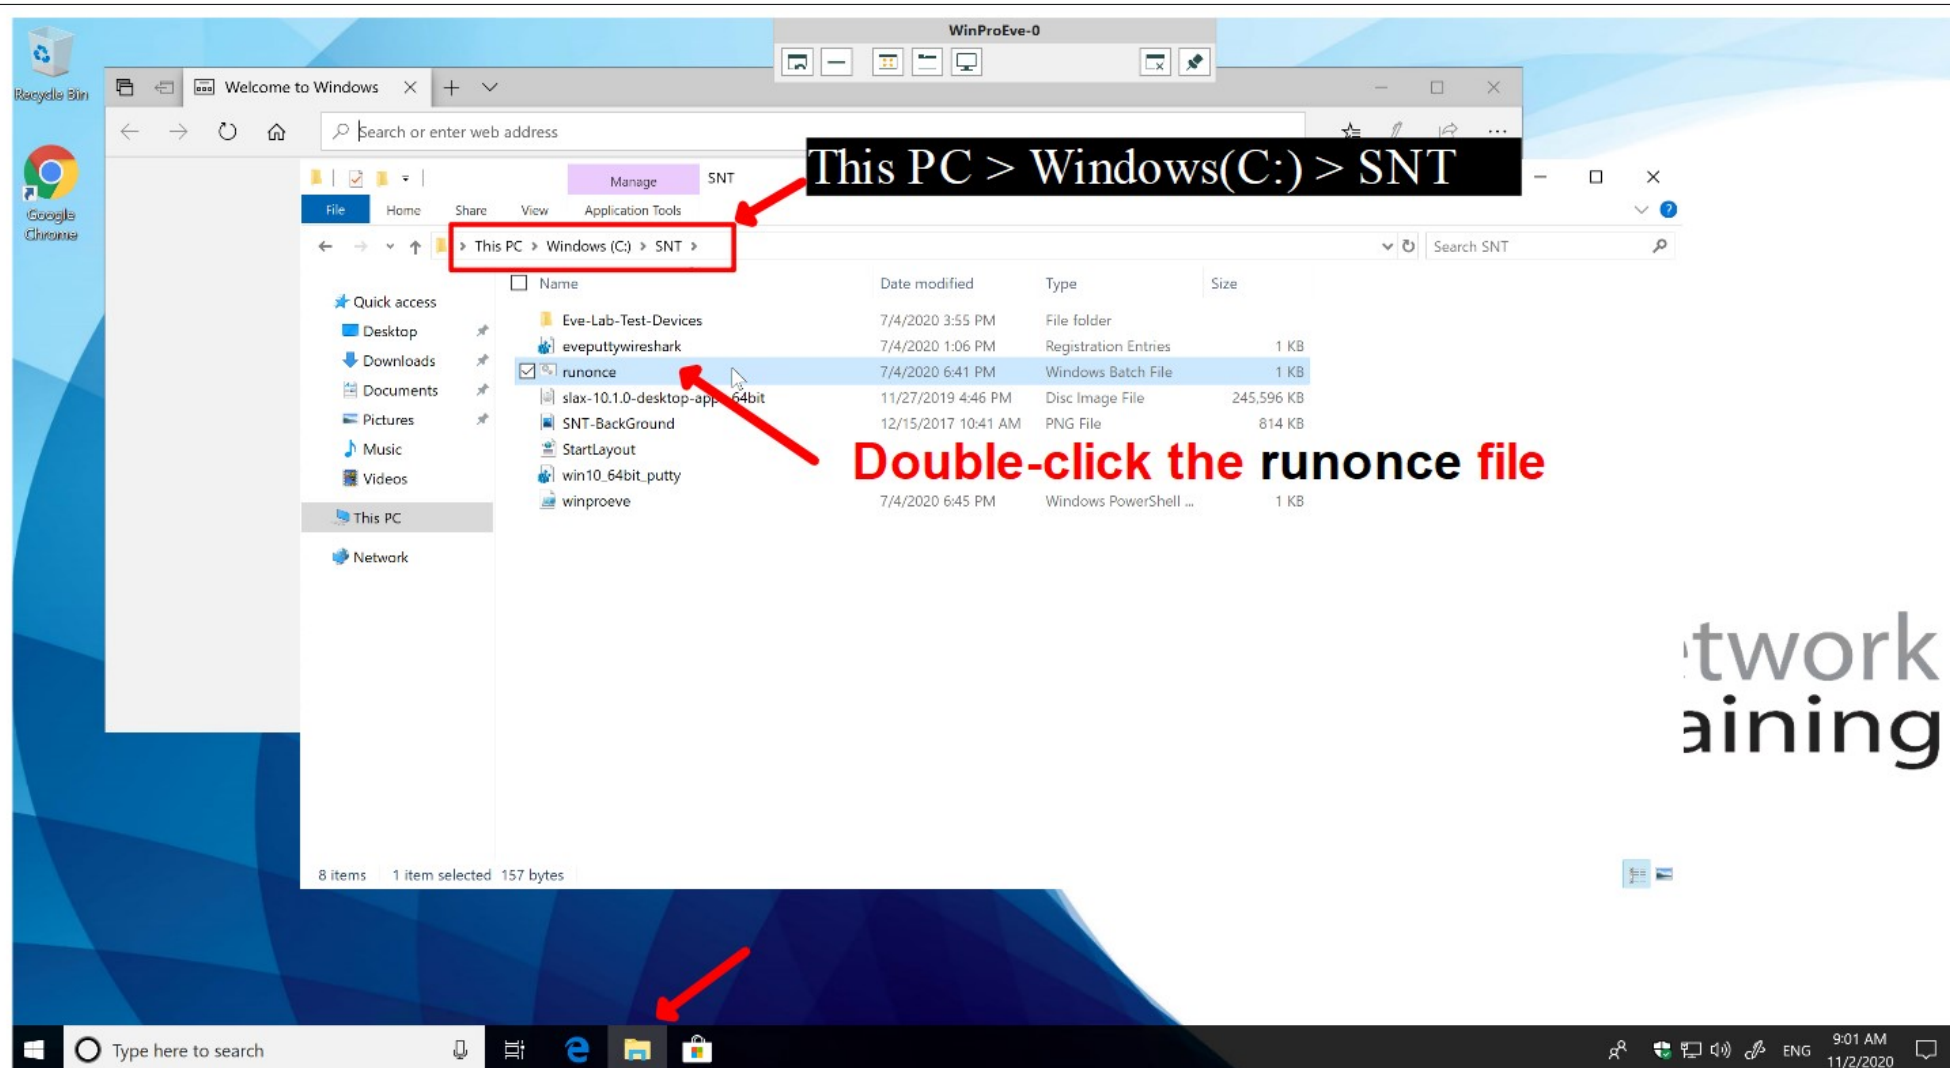 WinProEve-0
Recycle Bin
Welcome to Windows
Search or enter web address
This PC > Windows(C:) > SNT
Google
Chrome
Manage SNT
File Home Share View Application Tools
> This PC > Windows (C:) > SNT >
Search SNT
Name Date modified Type Size
Quick access
Desktop
Downloads
Documents
Pictures
Music
Videos
This PC
Network
Eve-Lab-Test-Devices 7/4/2020 3:55 PM File folder
eveputtywireshark 7/4/2020 1:06 PM Registration Entries 1 KB
runonce 7/4/2020 6:41 PM Windows Batch File 1 KB
slax-10.1.0-desktop-app 64bit 11/27/2019 4:46 PM Disc Image File 245,596 KB
SNT-BackGround 12/15/2017 10:41 AM PNG File 814 KB
StartLayout
win10_64bit_putty
winproeve 7/4/2020 6:45 PM Windows PowerShell ... 1 KB
Double-click the runonce file
twork
aining
8 items 1 item selected 157 bytes
Type here to search
ENG
9:01 AM
11/2/2020